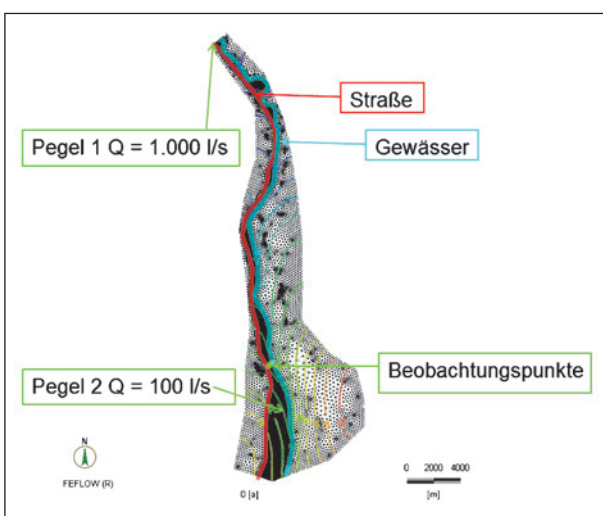 Straße
Pegel 1 Q = 1.000 l/s
Gewässer
Beobachtungspunkte
Pegel 2 Q = 100 l/s
N
FEFLOW (R)
0 [a]
0 2000 4000
[m]